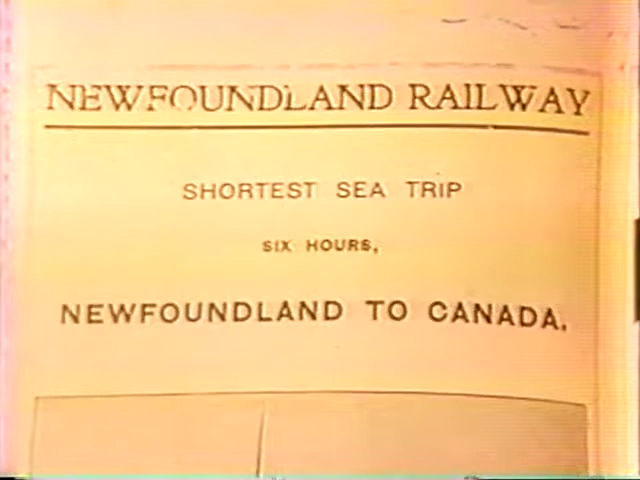 NEWFOUNDLAND RAILWAY
SHORTEST SEA TRIP
SIX HOURS,
NEWFOUNDLAND TO CANADA.